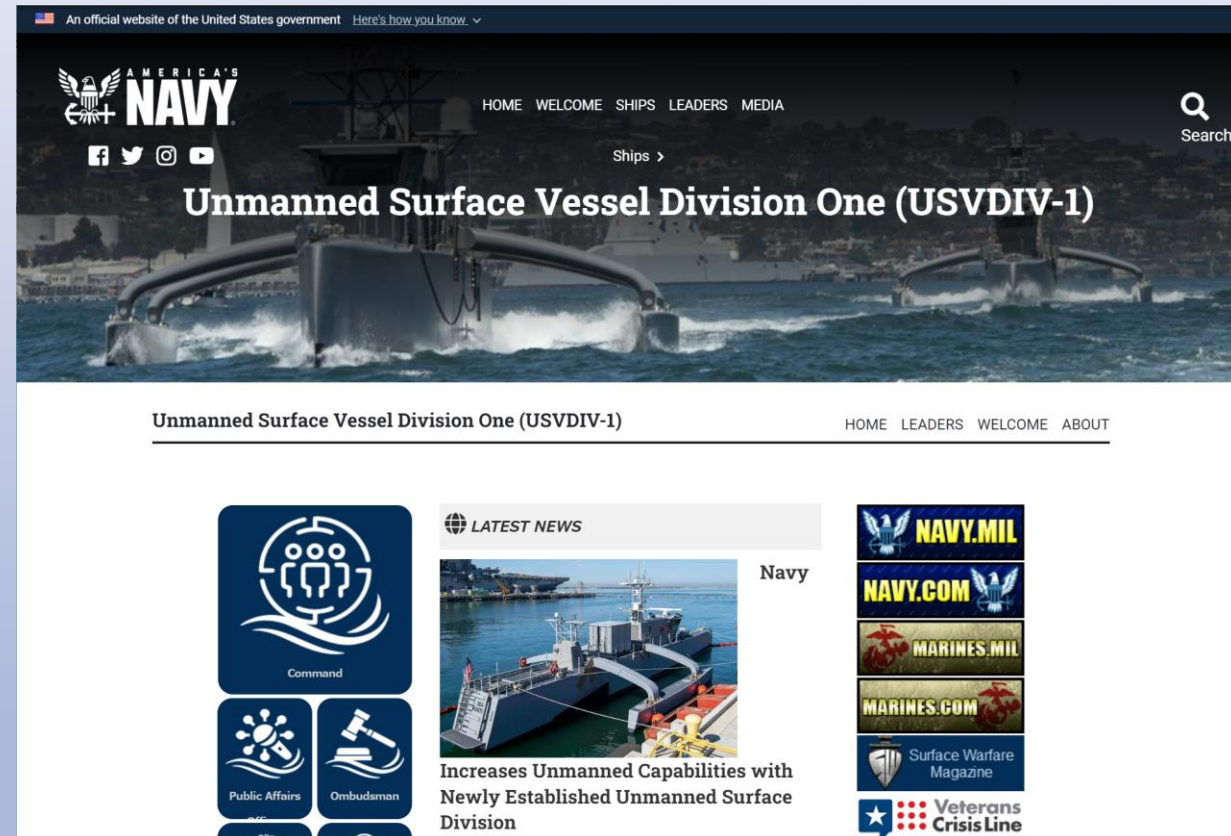 An official website of the United States government Here's how you know
AMERICA'S
NAVY
HOME WELCOME SHIPS LEADERS MEDIA
Search
Ships >
Unmanned Surface Vessel Division One (USVDIV-1)
Unmanned Surface Vessel Division One (USVDIV-1)
HOME LEADERS WELCOME ABOUT
Command
Public Affairs
Ombudsman
LATEST NEWS
Navy
Increases Unmanned Capabilities with
Newly Established Unmanned Surface
Division
NAVY.MIL
NAVY.COM
MARINES.MIL
MARINES.COM
Surface Warfare
Magazine
Veterans
Crisis Line